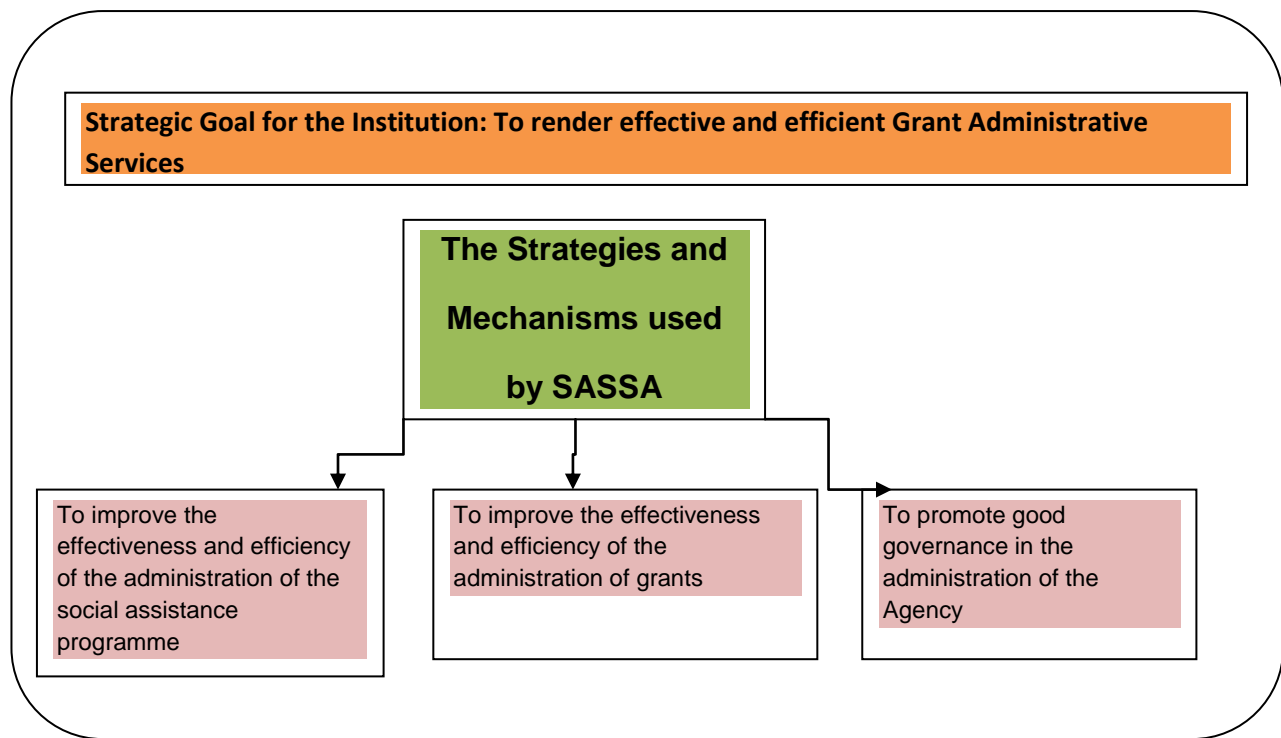 Strategic Goal for the Institution: To render effective and efficient Grant Administrative
Services
The Strategies and
Mechanisms used
by SASSA
To improve the
effectiveness and efficiency
of the administration of the
social assistance
programme
To improve the effectiveness
and efficiency of the
administration of grants
To promote good
governance in the
administration of the
Agency